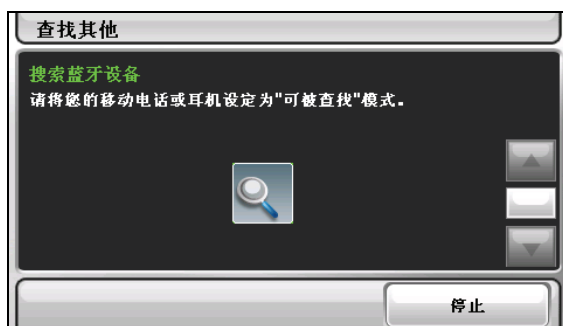 查找其他
搜索蓝牙设备
请将您的移动电话或耳机设定为"可被查找"模式。
停止